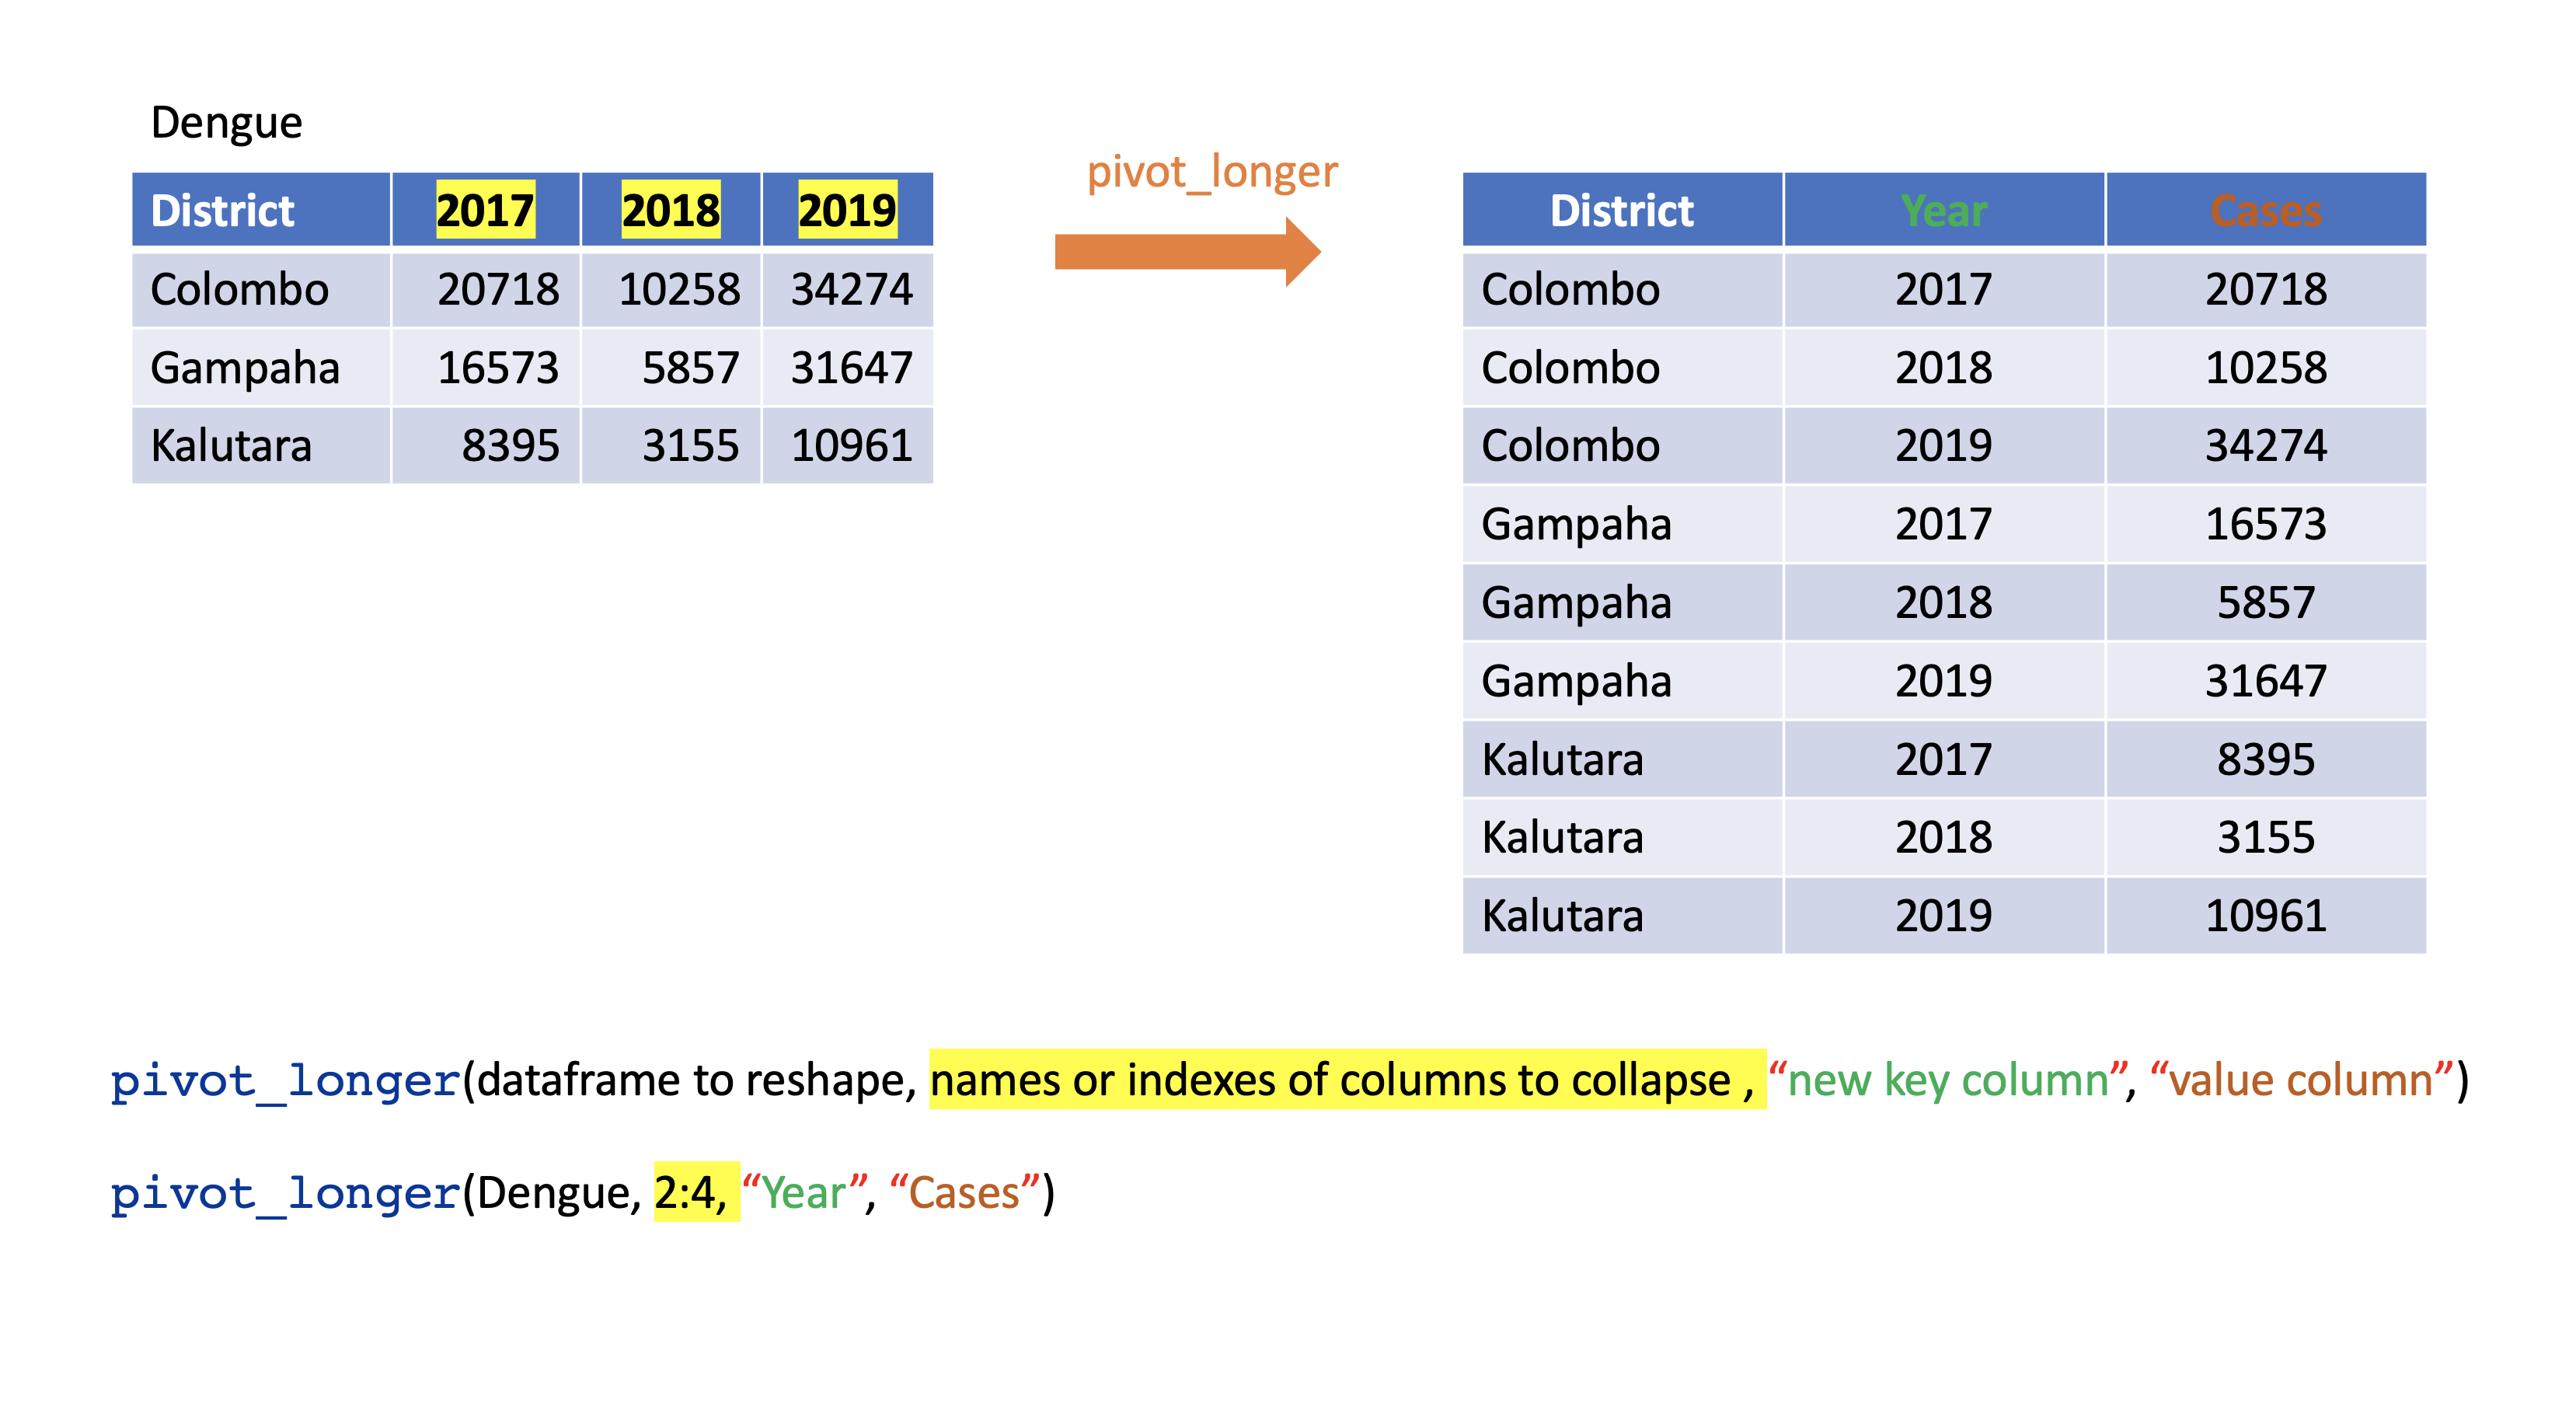 Dengue
District 2017 2018 2019
Colombo 20718 10258 34274
Gampaha 16573 5857 31647
Kalutara 8395 3155 10961
pivot_longer
District Year Cases
Colombo 2017 20718
Colombo 2018 10258
Colombo 2019 34274
Gampaha 2017 16573
Gampaha 2018 5857
Gampaha 2019 31647
Kalutara 2017 8395
Kalutara 2018 3155
Kalutara 2019 10961
pivot_longer(dataframe to reshape, names or indexes of columns to collapse , “new key column”, “value column”)
pivot_longer(Dengue, 2:4, “Year”, “Cases”)